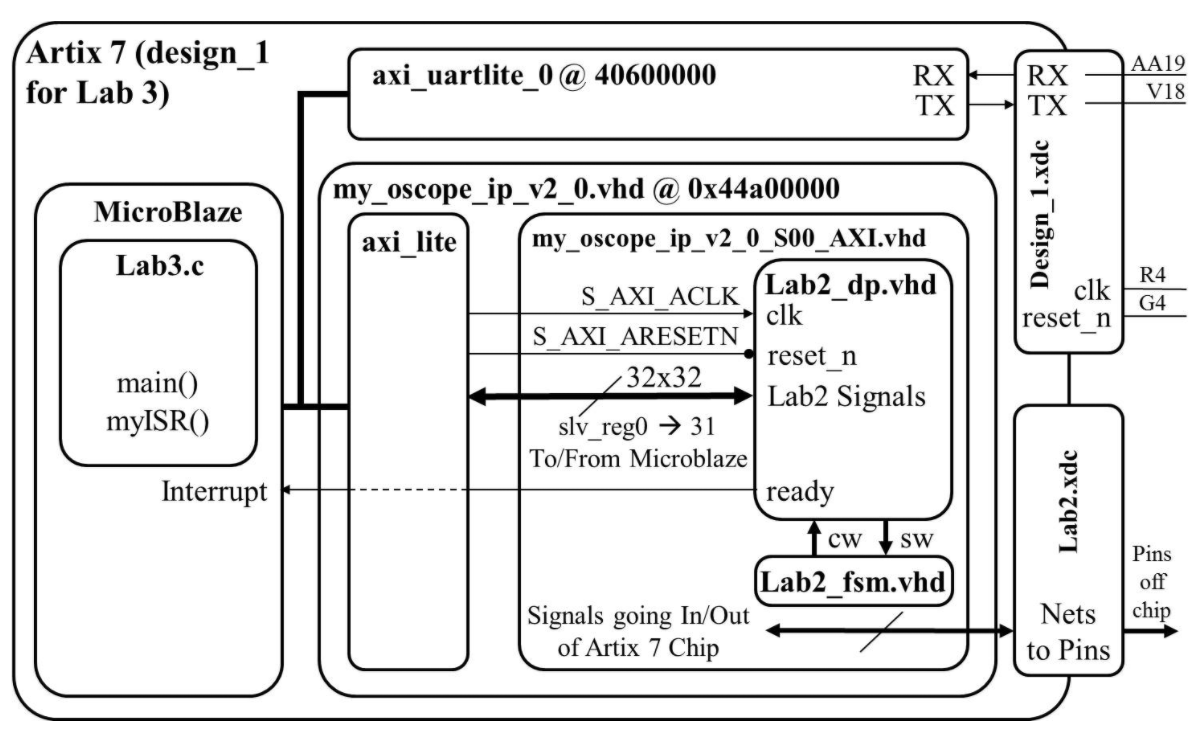 Artix 7 (design_1
for Lab 3)
axi_uartlite_0 @ 40600000
RX
TX
RX
TX
AA19
V18
Design_1.xdc
clk
reset_n
R4
G4
MicroBlaze
Lab3.c
main()
myISR()
Interrupt
my_oscope_ip_v2_0.vhd @ 0x44a00000
axi_lite
my_oscope_ip_v2_0_S00_AXI.vhd
S_AXI_ACLK
S_AXI_ARESETN
32x32
slv_reg0 → 31
To/From Microblaze
Lab2_dp.vhd
clk
reset_n
Lab2 Signals
ready
cw
sw
Lab2_fsm.vhd
Signals going In/Out
of Artix 7 Chip
Lab2.xdc
Nets
to Pins
Pins
off
chip